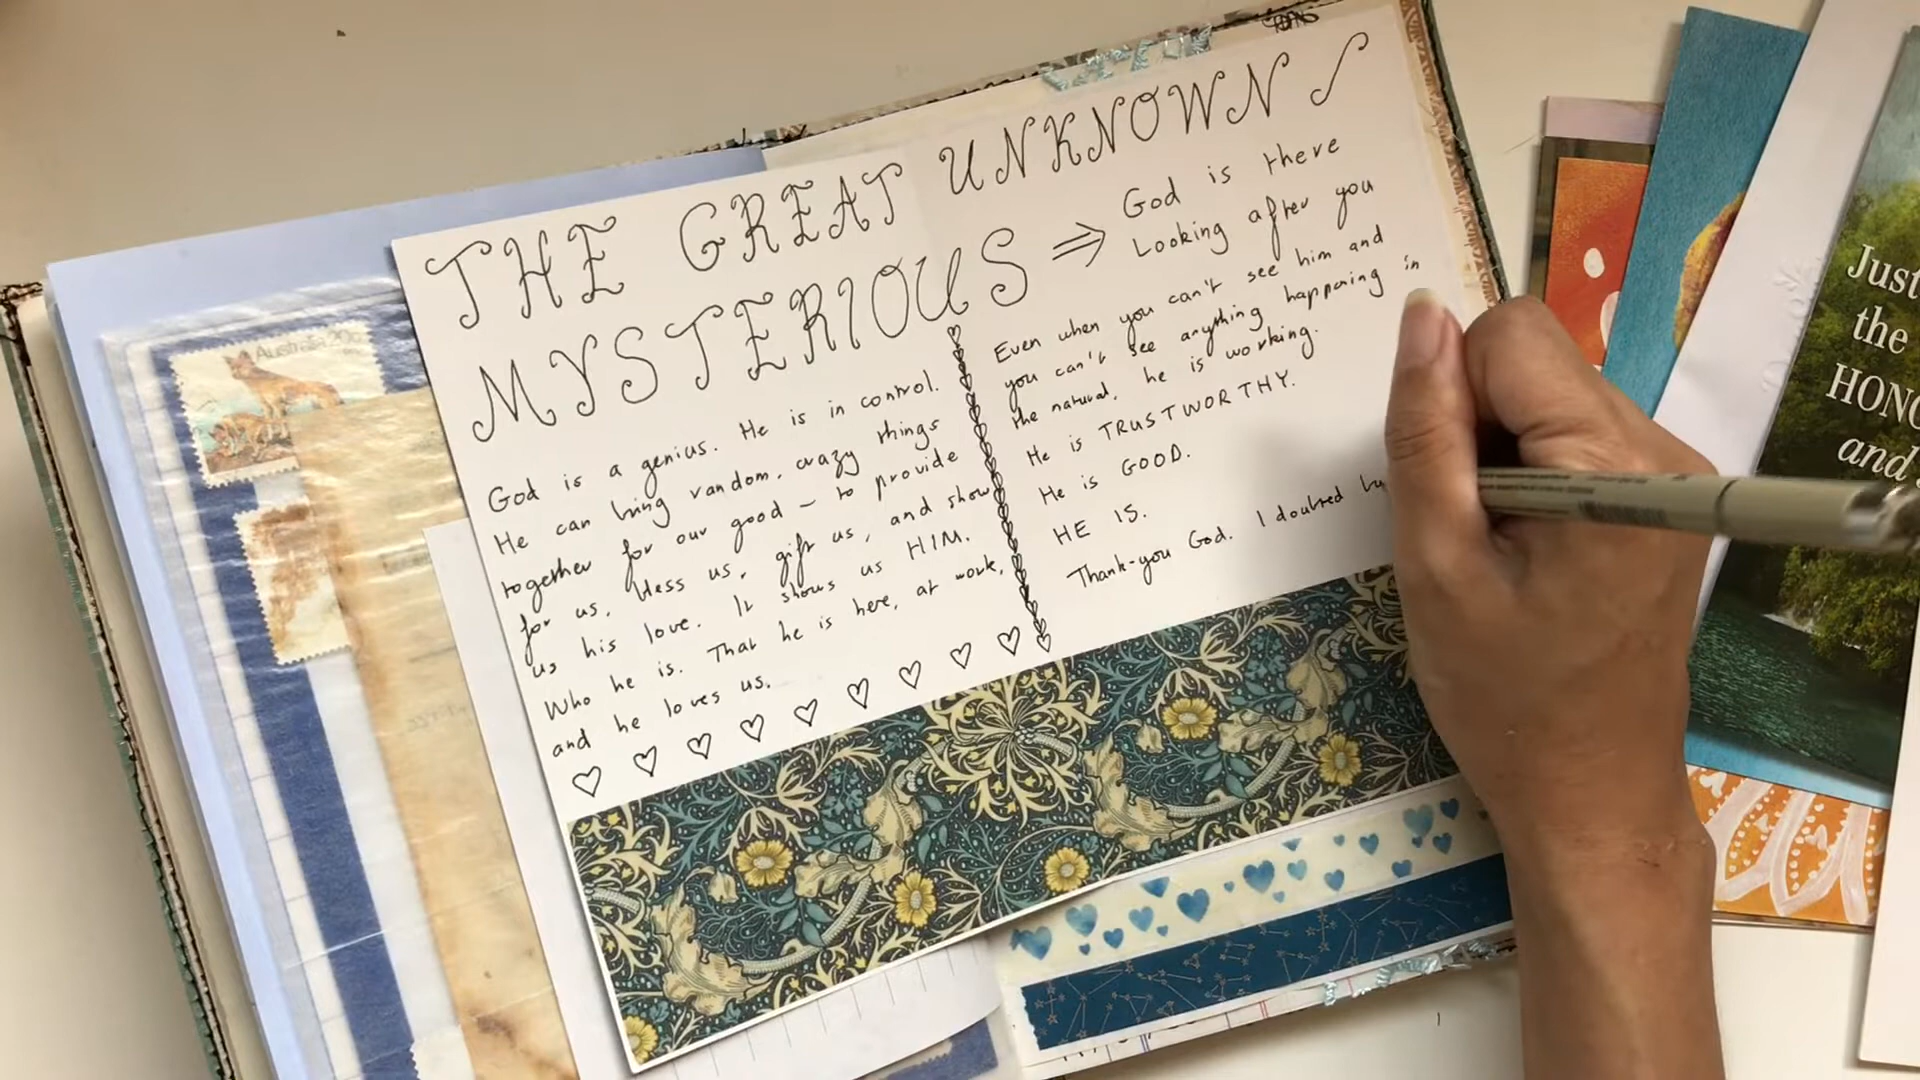 THE GREAT UNKNOWN /
MYSTERIOUS ⇒
God is there
Looking after you
God is a genius. He is in control.
He can bring random, crazy things
together for our good – to provide
for us, bless us, gift us, and show
us his love. It shows us HIM.
Who he is. That he is here, at work,
and he loves us.
Even when you can't see him and
you can't see anything happening in
the natural, he is working.
He is TRUSTWORTHY.
He is GOOD.
HE IS.
Thank-you God. I doubted
Australia 20c
Just
the
HONO
and